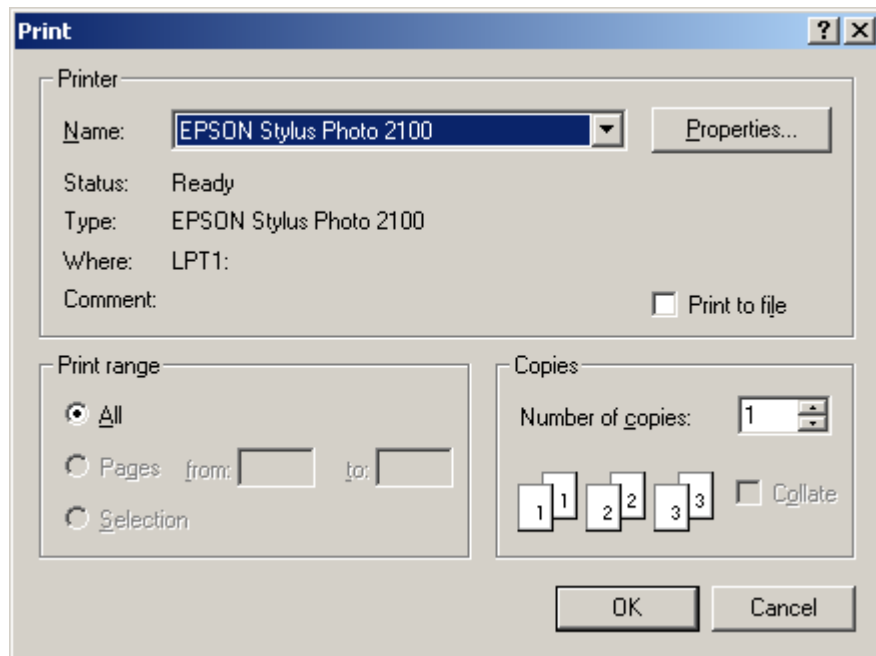 Print
Printer
Name: EPSON Stylus Photo 2100 Properties...
Status: Ready
Type: EPSON Stylus Photo 2100
Where: LPT1:
Comment:
Print to file
Print range
All
Pages from: to:
Selection
Copies
Number of copies: 1
1 1 2 2 3 3 Collate
OK Cancel